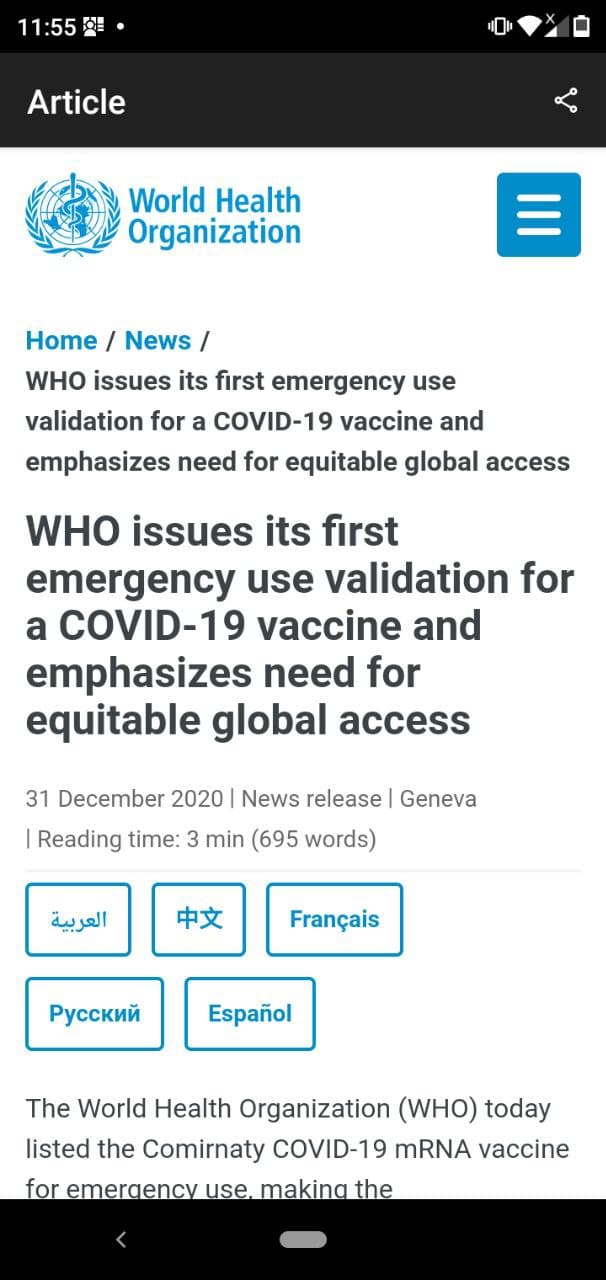 11:55
Article
World Health
Organization
Home / News /
WHO issues its first emergency use
validation for a COVID-19 vaccine and
emphasizes need for equitable global access
WHO issues its first
emergency use validation for
a COVID-19 vaccine and
emphasizes need for
equitable global access
31 December 2020 | News release | Geneva
| Reading time: 3 min (695 words)
العربية 中文 Français
Русский Español
The World Health Organization (WHO) today
listed the Comirnaty COVID-19 mRNA vaccine
for emergency use, making the